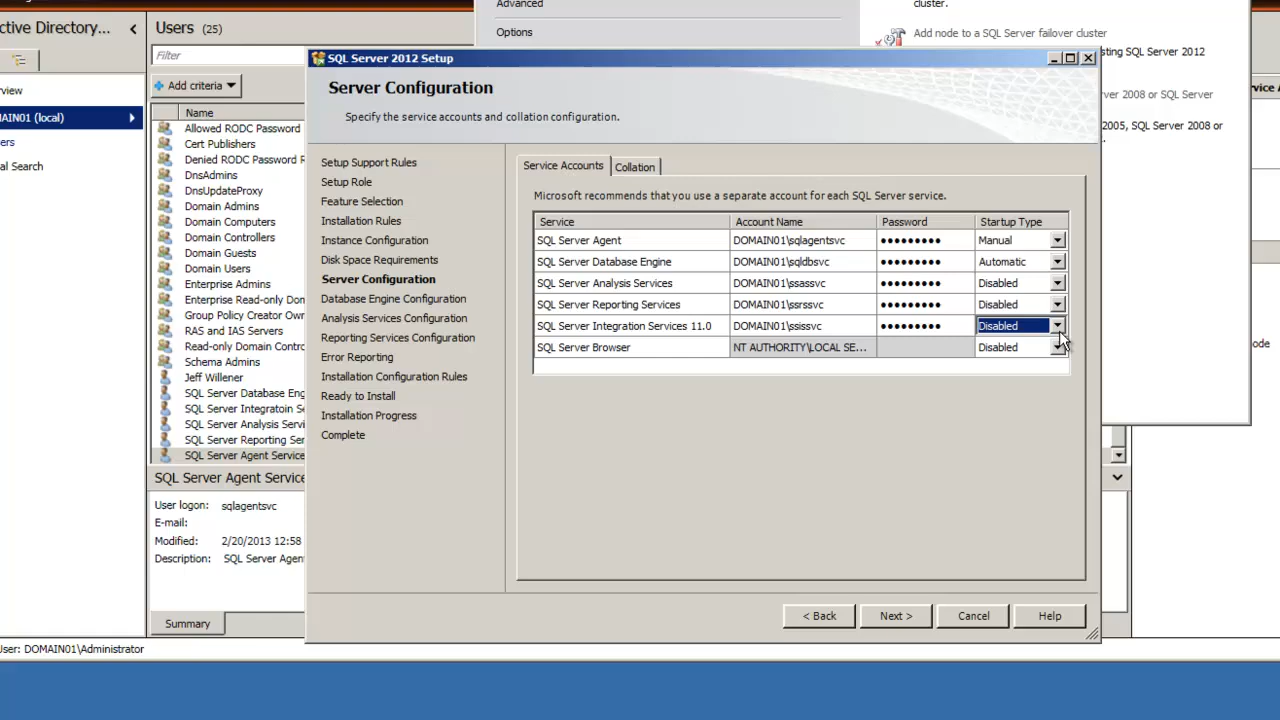 Advanced
Options
cluster.
Add node to a SQL Server failover cluster
sting SQL Server 2012
ver 2008 or SQL Server
2005, SQL Server 2008 or
vice A
ode
ctive Directory...
Users (25)
Filter
Add criteria
rview
MAIN01 (local)
ers
al Search
Name
Allowed RODC Password
Cert Publishers
Denied RODC Password R
DnsAdmins
DnsUpdateProxy
Domain Admins
Domain Computers
Domain Controllers
Domain Guests
Domain Users
Enterprise Admins
Enterprise Read-only Don
Group Policy Creator Ow
RAS and IAS Servers
Read-only Domain Contro
Schema Admins
Jeff Willener
SQL Server Database Eng
SQL Server Integratoin Se
SQL Server Analysis Servi
SQL Server Reporting Ser
SQL Server Agent Service
SQL Server Agent Service
User logon: sqlagentsvc
E-mail:
Modified: 2/20/2013 12:58
Description: SQL Server Agen
Summary
User: DOMAIN01\Administrator
SQL Server 2012 Setup
Server Configuration
Specify the service accounts and collation configuration.
Setup Support Rules
Setup Role
Feature Selection
Installation Rules
Instance Configuration
Disk Space Requirements
Server Configuration
Database Engine Configuration
Analysis Services Configuration
Reporting Services Configuration
Error Reporting
Installation Configuration Rules
Ready to Install
Installation Progress
Complete
Service Accounts Collation
Microsoft recommends that you use a separate account for each SQL Server service.
Service Account Name Password Startup Type
SQL Server Agent DOMAIN01\sqlagentsvc ●●●●●●●●● Manual
SQL Server Database Engine DOMAIN01\sqldbsvc ●●●●●●●●● Automatic
SQL Server Analysis Services DOMAIN01\ssassvc ●●●●●●●●● Disabled
SQL Server Reporting Services DOMAIN01\ssrssvc ●●●●●●●●● Disabled
SQL Server Integration Services 11.0 DOMAIN01\ssissvc ●●●●●●●●● Disabled
SQL Server Browser NT AUTHORITY\LOCAL SE... Disabled
< Back Next > Cancel Help